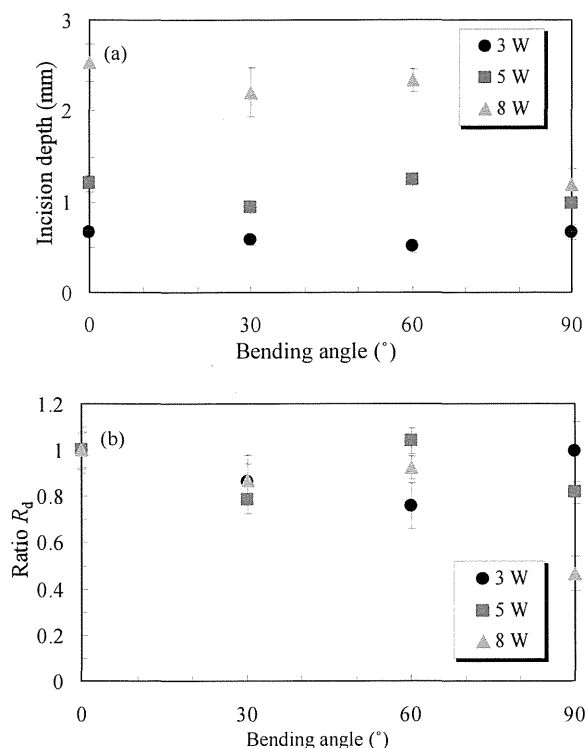 3
(a)
3 W
5 W
8 W
2
1
0
Incision depth (mm)
0 30 60 90
Bending angle (˚)
1.2
(b)
1
0.8
0.6
0.4
0.2
0
Ratio Rd
3 W
5 W
8 W
0 30 60 90
Bending angle (˚)